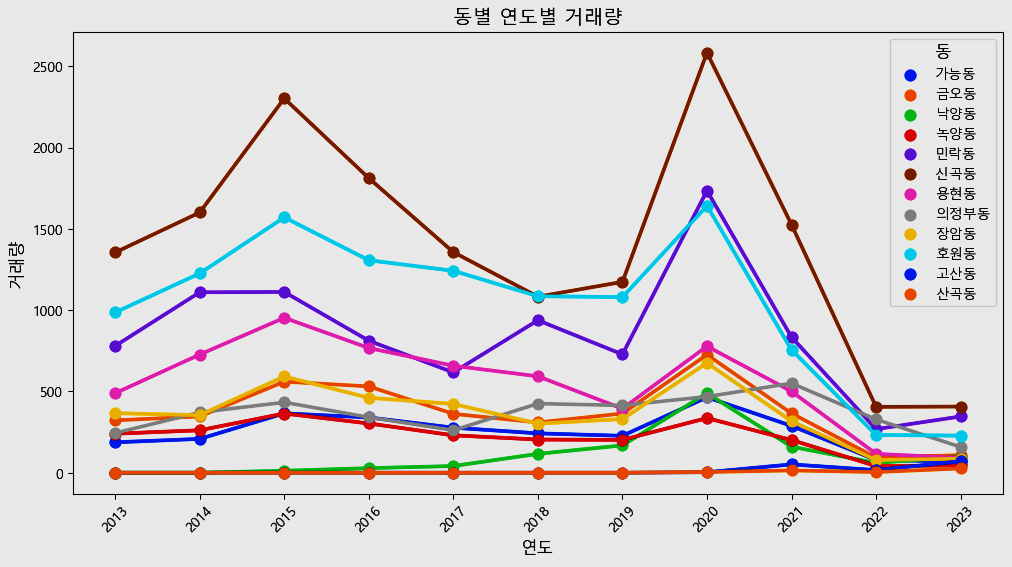 동별 연도별 거래량
거래량
2500
2000
1500
1000
500
0
2013
2014
2015
2016
2017
2018
2019
2020
2021
2022
2023
연도
동
가능동
금오동
낙양동
녹양동
민락동
신곡동
용현동
의정부동
장암동
호원동
고산동
산곡동